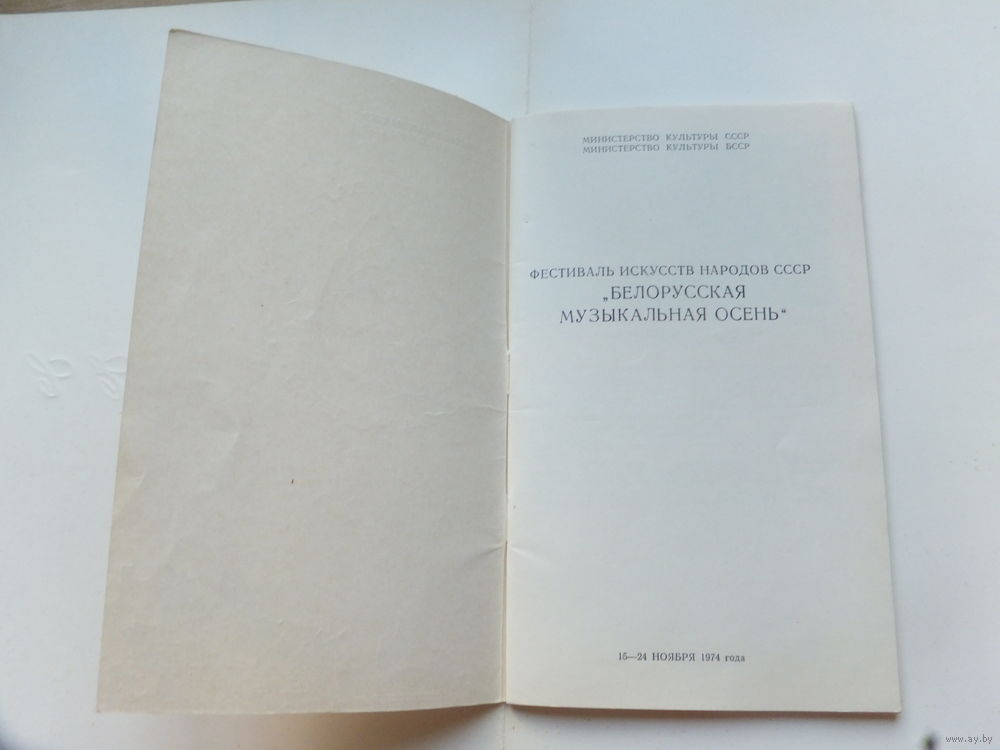 МИНИСТЕРСТВО КУЛЬТУРЫ СССР
МИНИСТЕРСТВО КУЛЬТУРЫ БССР
ФЕСТИВАЛЬ ИСКУССТВ НАРОДОВ СССР
„БЕЛОРУССКАЯ
МУЗЫКАЛЬНАЯ ОСЕНЬ“
15—24 НОЯБРЯ 1974 года
www.ay.by